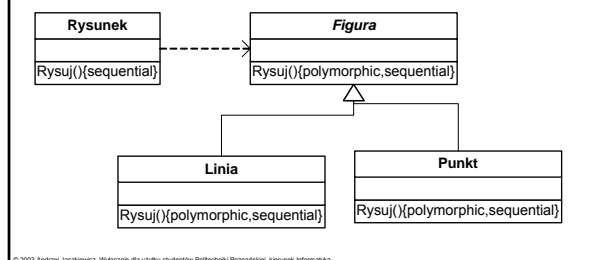 Rysunek
Rysuj(){sequential}
Figura
Rysuj(){polymorphic,sequential}
Linia
Rysuj(){polymorphic,sequential}
Punkt
Rysuj(){polymorphic,sequential}
© 2003 Andrzej Jaszkiewicz. Wyłącznie dla użytku studentów Politechniki Poznańskiej, kierunek Informatyka